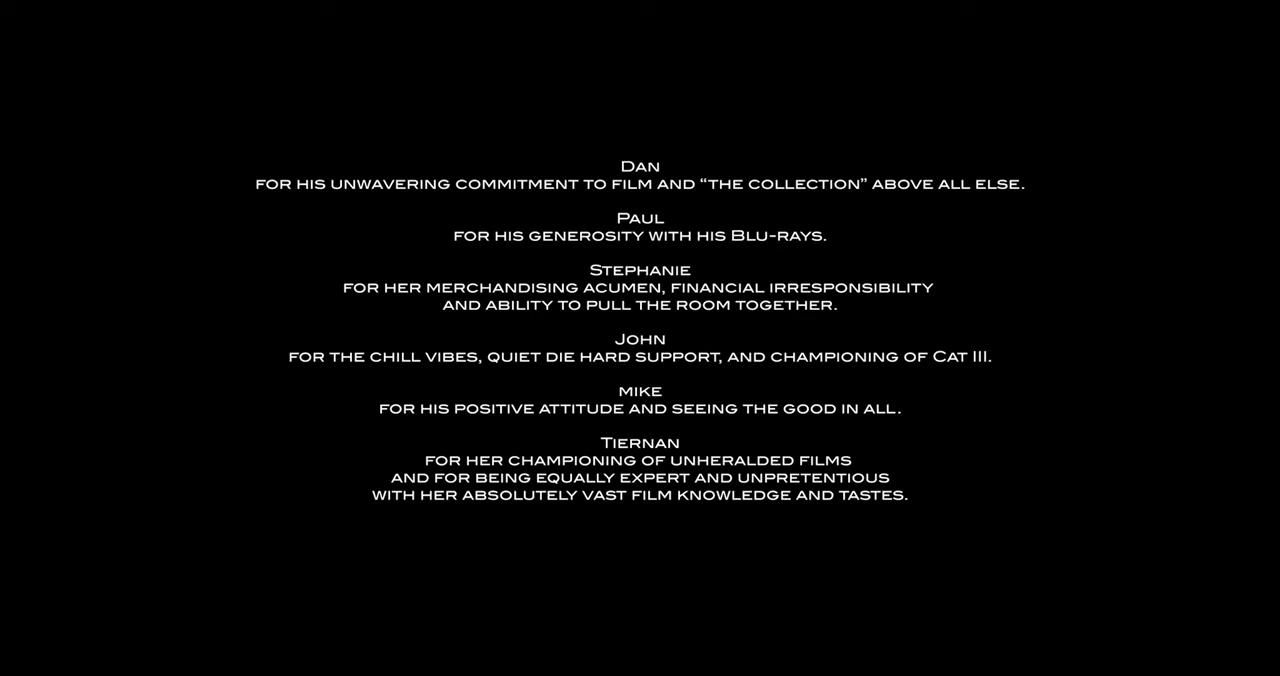 Dan
for his unwavering commitment to film and “the collection” above all else.
Paul
for his generosity with his Blu-rays.
Stephanie
for her merchandising acumen, financial irresponsibility
and ability to pull the room together.
John
for the chill vibes, quiet die hard support, and championing of Cat III.
mike
for his positive attitude and seeing the good in all.
Tiernan
for her championing of unheralded films
and for being equally expert and unpretentious
with her absolutely vast film knowledge and tastes.